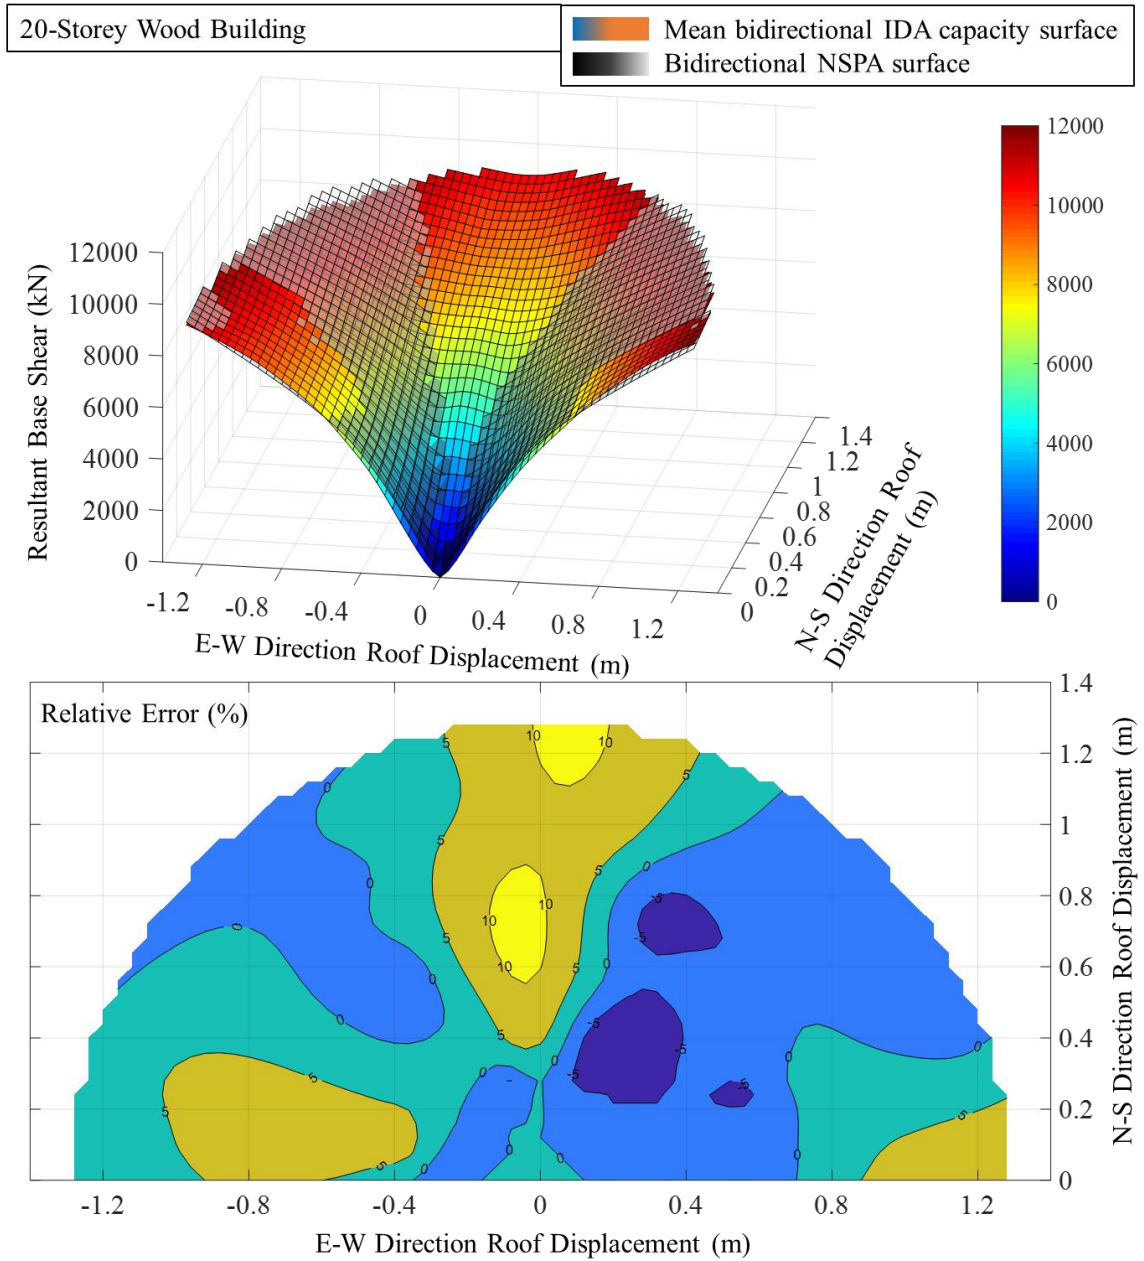 20-Storey Wood Building
Mean bidirectional IDA capacity surface
Bidirectional NSPA surface
12000
10000
8000
6000
4000
2000
0
Resultant Base Shear (kN)
-1.2 -0.8 -0.4 0 0.4 0.8 1.2
E-W Direction Roof Displacement (m)
1.4
1.2
1
0.8
0.6
0.4
0.2
0
N-S Direction Roof
Displacement (m)
12000
10000
8000
6000
4000
2000
0
Relative Error (%)
5 10 10 5
0
5 5 0
0 10 -5
10
0 5 -5
10 5 0
0
0 5 -5
0 -5 0 0
0 5 -5 -5
5 5
0 0
5 0 0 0
1.4
1.2
1
0.8
0.6
0.4
0.2
0
N-S Direction Roof Displacement (m)
-1.2 -0.8 -0.4 0 0.4 0.8 1.2
E-W Direction Roof Displacement (m)